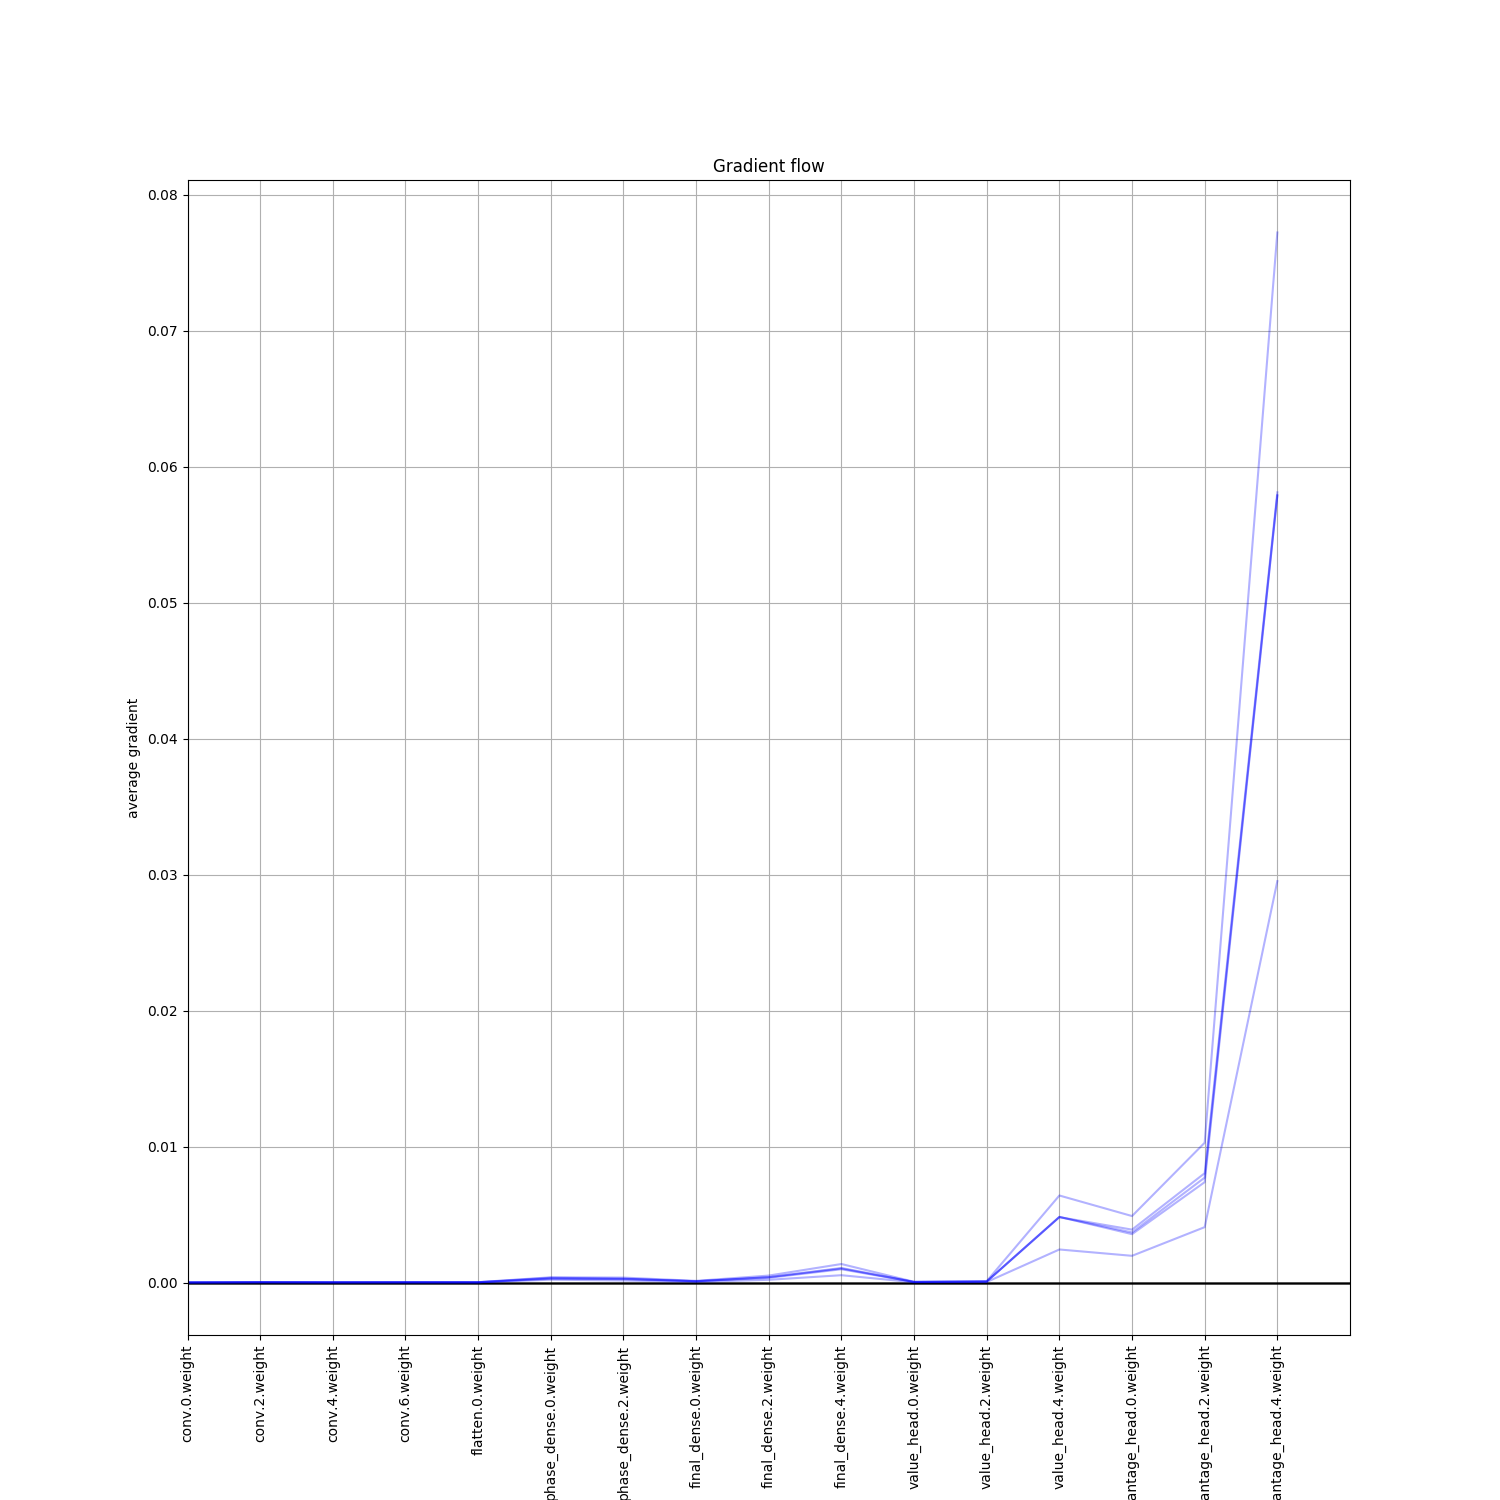 Gradient flow
0.08
0.07
0.06
0.05
0.04
0.03
0.02
0.01
0.00
average gradient
conv.0.weight
conv.2.weight
conv.4.weight
conv.6.weight
flatten.0.weight
phase_dense.0.weight
phase_dense.2.weight
final_dense.0.weight
final_dense.2.weight
final_dense.4.weight
value_head.0.weight
value_head.2.weight
value_head.4.weight
antage_head.0.weight
antage_head.2.weight
antage_head.4.weight